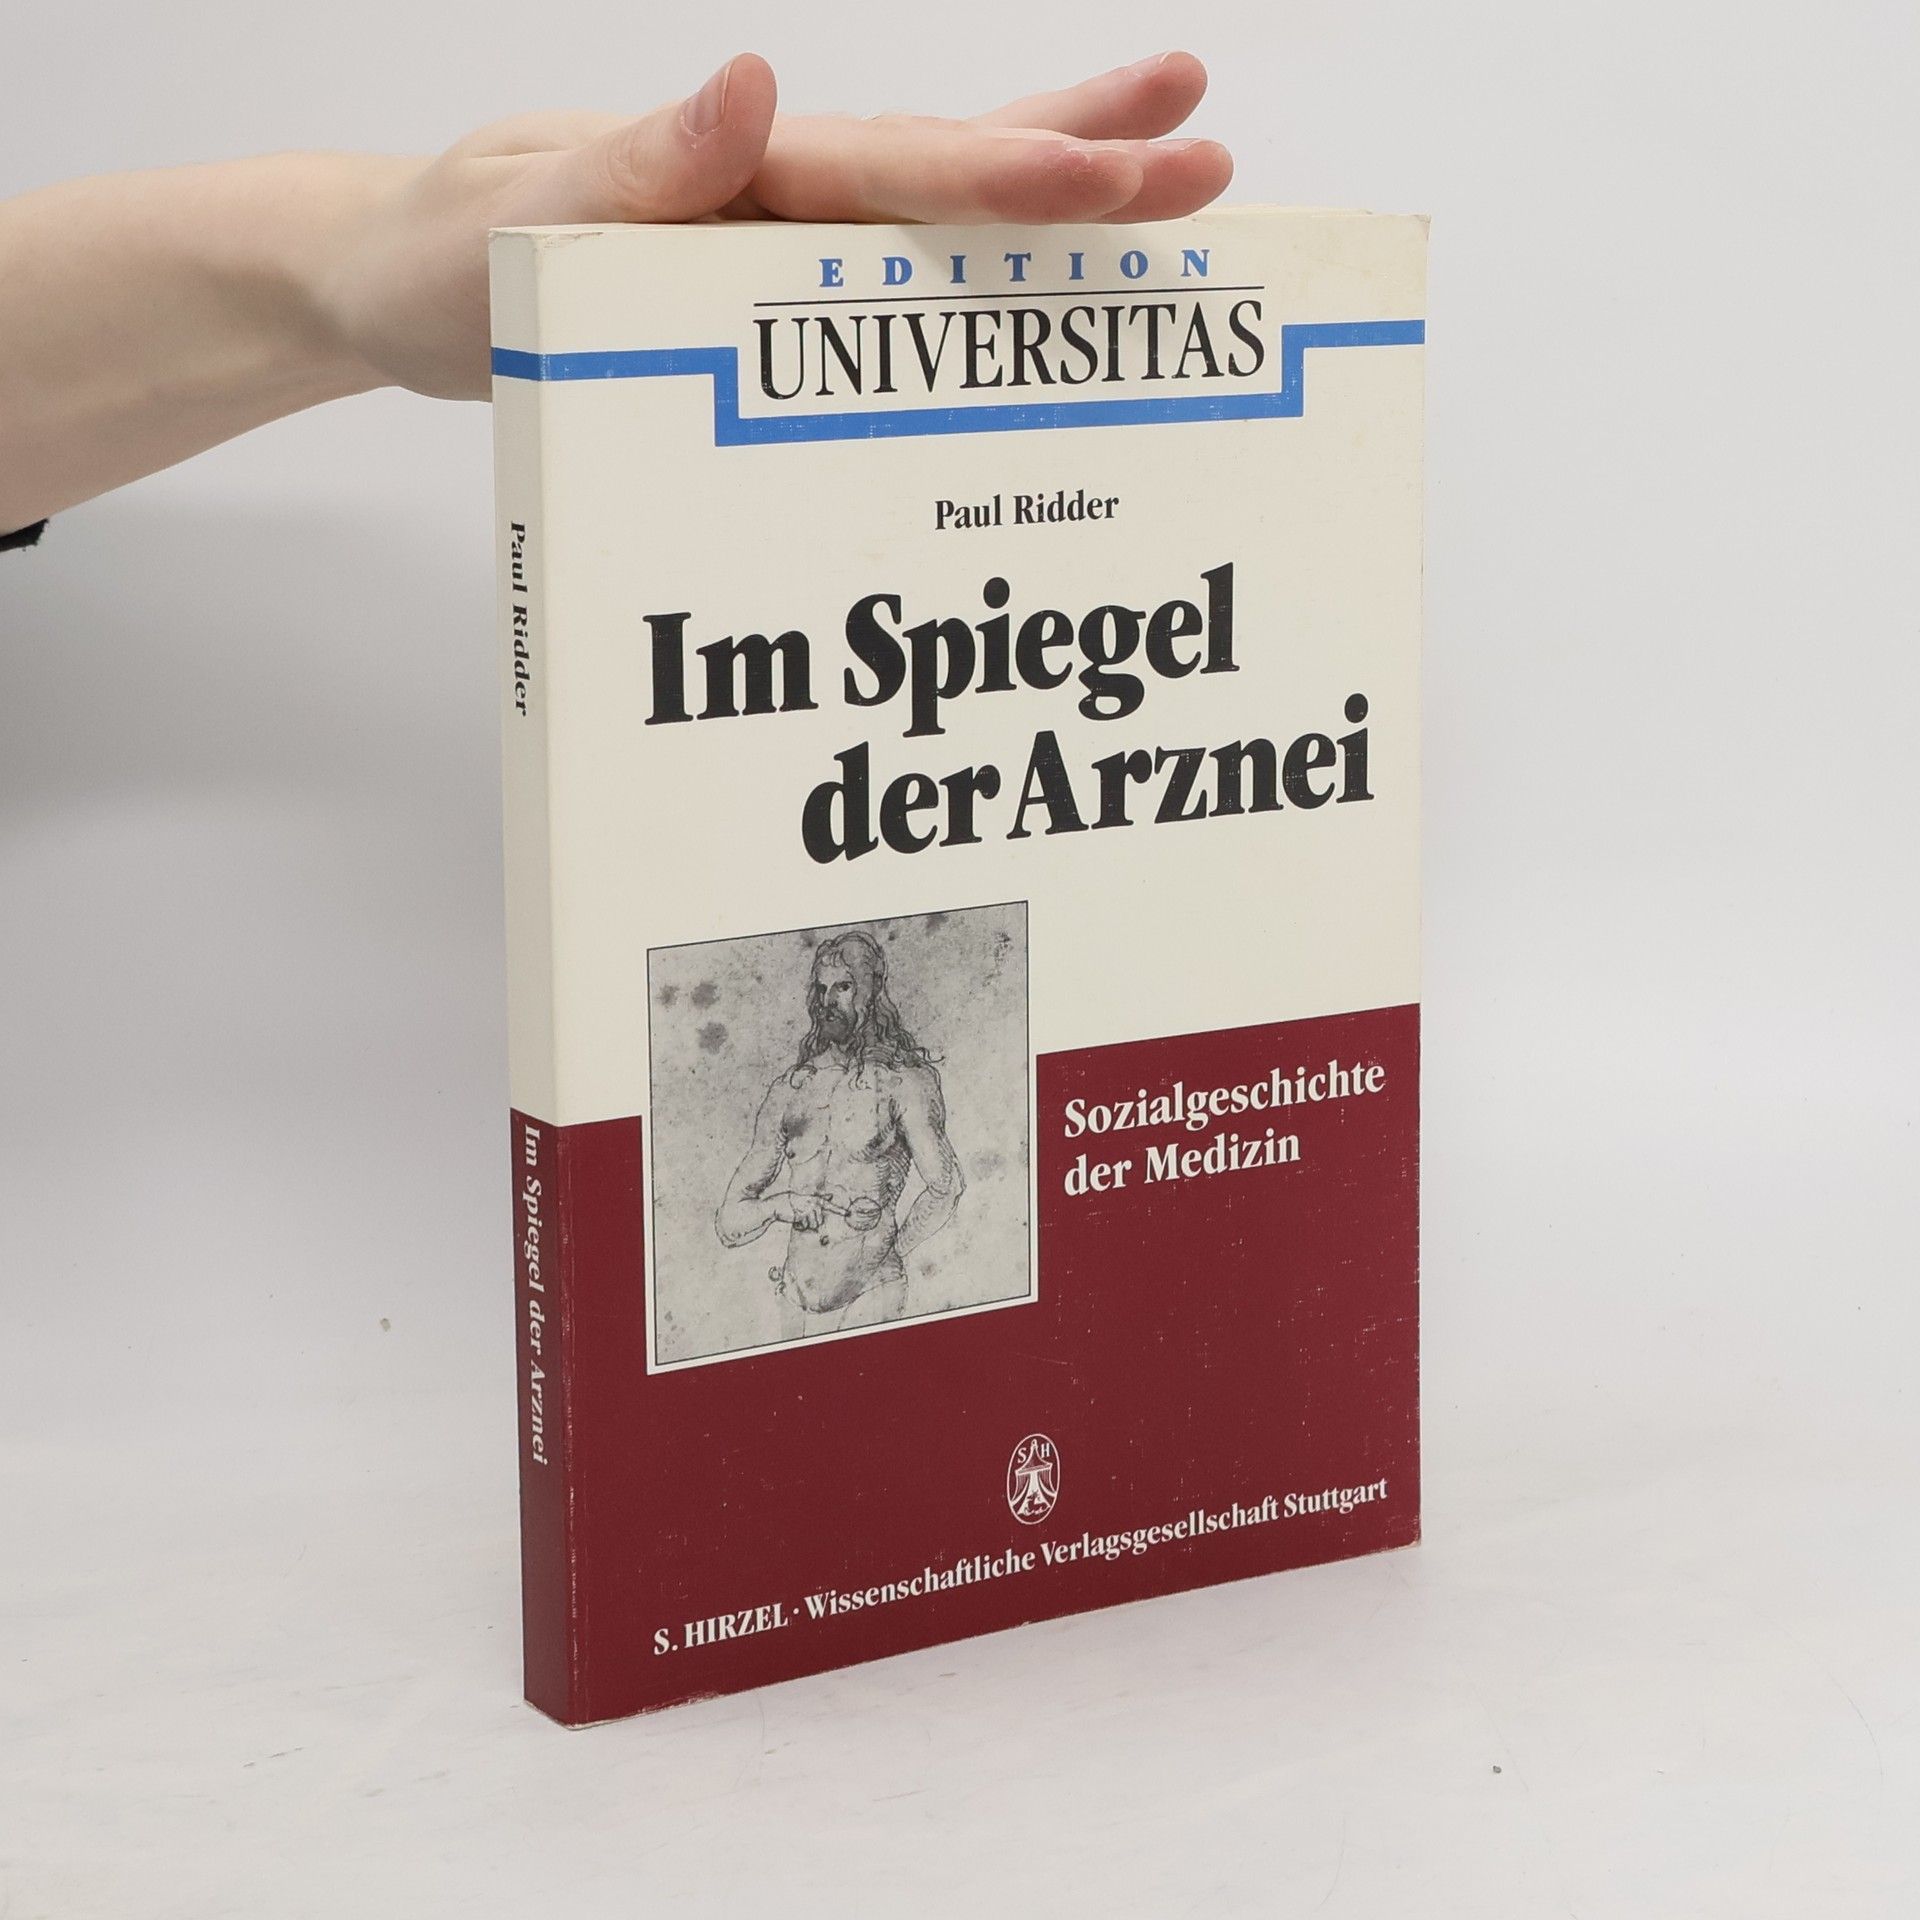 EDITION
UNIVERSITAS
Paul Ridder
Im Spiegel
der Arznei
Sozialgeschichte
der Medizin
S H
S. HIRZEL · Wissenschaftliche Verlagsgesellschaft Stuttgart
Paul Ridder
Im Spiegel der Arznei